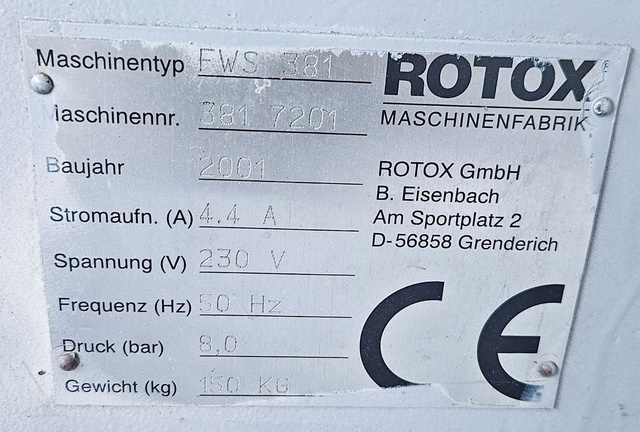 Maschinentyp EWS 381
Maschinennr. 381 7201
Baujahr 2001
Stromaufn. (A) 4.4 A
Spannung (V) 230 V
Frequenz (Hz) 50 Hz
Druck (bar) 8,0
Gewicht (kg) 150 KG
ROTOX
MASCHINENFABRIK
ROTOX GmbH
B. Eisenbach
Am Sportplatz 2
D-56858 Grenderich
CE